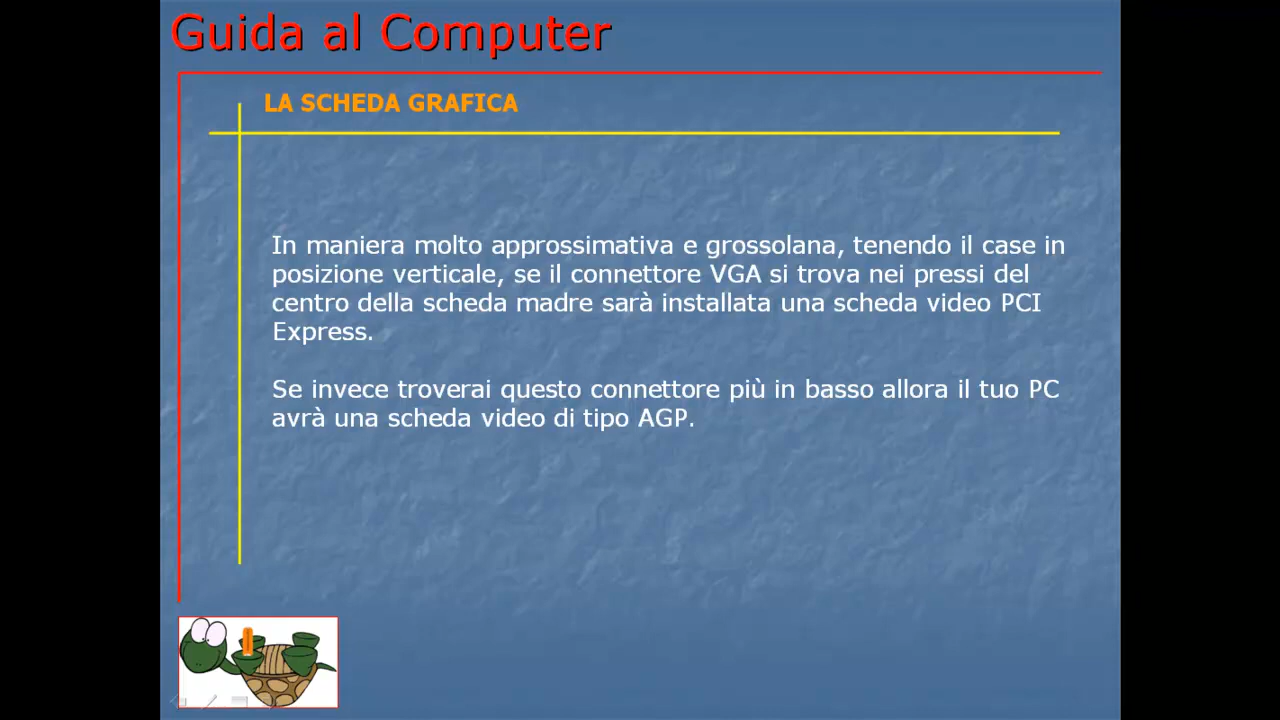 Guida al Computer
LA SCHEDA GRAFICA
In maniera molto approssimativa e grossolana, tenendo il case in
posizione verticale, se il connettore VGA si trova nei pressi del
centro della scheda madre sarà installata una scheda video PCI
Express.
Se invece troverai questo connettore più in basso allora il tuo PC
avrà una scheda video di tipo AGP.